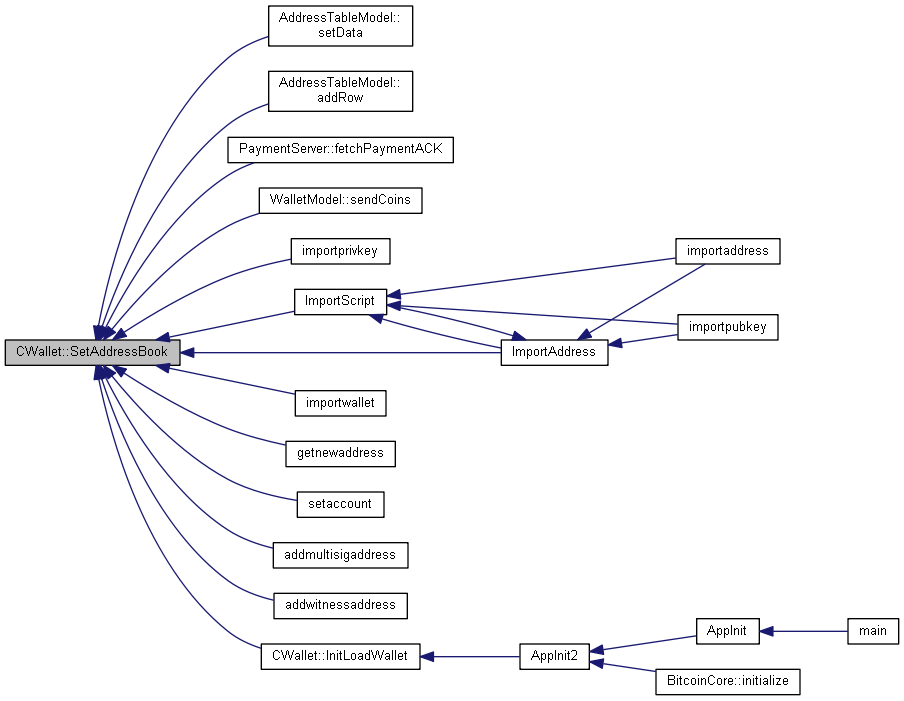 AddressTableModel::
setData
AddressTableModel::
addRow
PaymentServer::fetchPaymentACK
WalletModel::sendCoins
importprivkey
importaddress
ImportScript
importpubkey
CWallet::SetAddressBook
ImportAddress
importwallet
getnewaddress
setaccount
addmultisigaddress
addwitnessaddress
AppInit
main
CWallet::InitLoadWallet
AppInit2
BitcoinCore::initialize